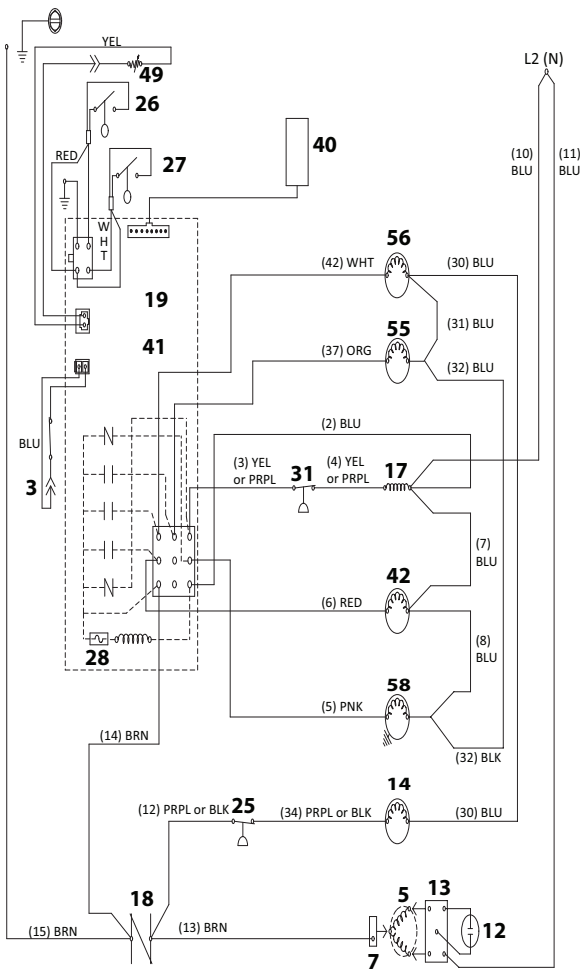 YEL
49
26
L2 (N)
RED
27
40
(10)
BLU
(11)
BLU
W
H
T
56
(42) WHT
(30) BLU
19
(31) BLU
55
41
(37) ORG
(32) BLU
(2) BLU
BLU
(3) YEL
or PRPL
31
(4) YEL
or PRPL
17
3
(7)
BLU
42
(6) RED
(8)
BLU
28
58
(5) PNK
(14) BRN
(32) BLK
14
(12) PRPL or BLK
25
(34) PRPL or BLK
(30) BLU
18
5
13
(15) BRN
(13) BRN
12
7